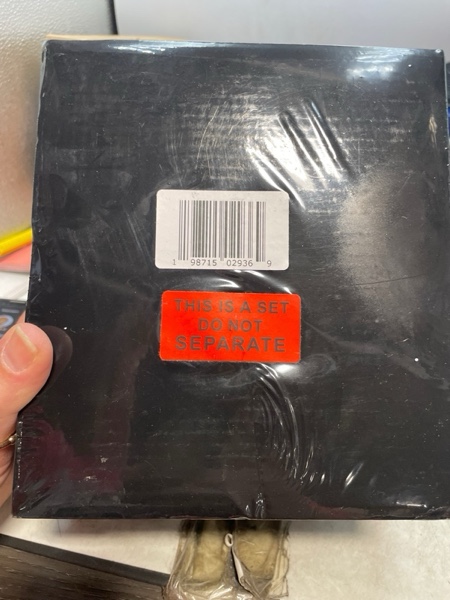 1 98715 02936 9
THIS IS A SET
DO NOT
SEPARATE